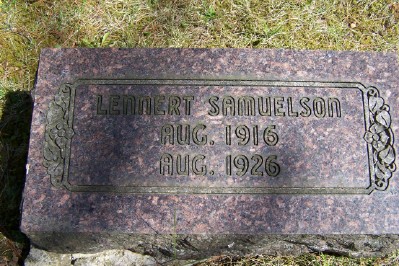 LENNERT SAMUELSON
AUG. 1916
AUG. 1926